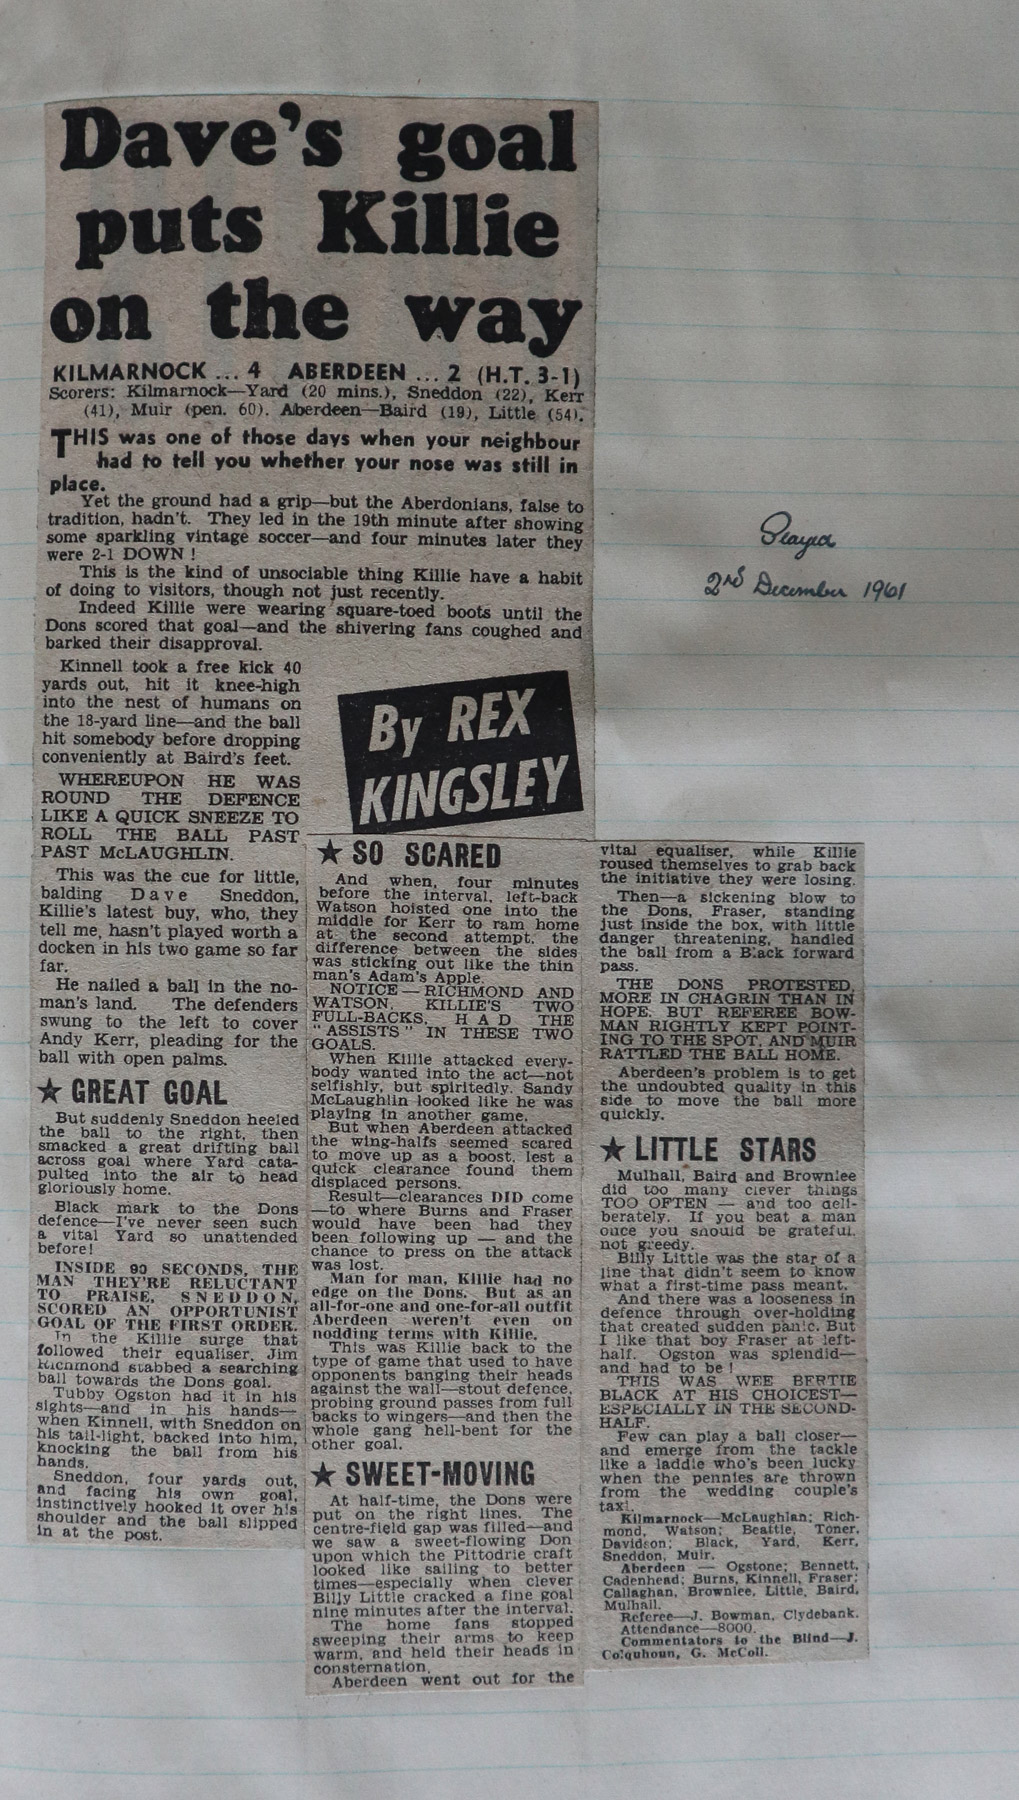 Dave's goal
puts Killie
on the way
KILMARNOCK ... 4 ABERDEEN ... 2 (H.T. 3-1)
Scorers: Kilmarnock—Yard (20 mins.), Sneddon (22), Kerr
(41), Muir (pen. 60). Aberdeen—Baird (19), Little (54).
THIS was one of those days when your neighbour
had to tell you whether your nose was still in
place.
Yet the ground had a grip—but the Aberdonians, false to
tradition, hadn't. They led in the 19th minute after showing
some sparkling vintage soccer—and four minutes later they
were 2-1 DOWN !
This is the kind of unsociable thing Killie have a habit
of doing to visitors, though not just recently.
Indeed Killie were wearing square-toed boots until the
Dons scored that goal—and the shivering fans coughed and
barked their disapproval.
Kinnell took a free kick 40
yards out, hit it knee-high
into the nest of humans on
the 18-yard line—and the ball
hit somebody before dropping
conveniently at Baird's feet.
WHEREUPON HE WAS
ROUND THE DEFENCE
LIKE A QUICK SNEEZE TO
ROLL THE BALL PAST
PAST McLAUGHLIN.
This was the cue for little,
balding Dave Sneddon,
Killie's latest buy, who, they
tell me, hasn't played worth a
docken in his two game so far
far.
He nailed a ball in the no-
man's land. The defenders
swung to the left to cover
Andy Kerr, pleading for the
ball with open palms.
★ GREAT GOAL
But suddenly Sneddon heeled
the ball to the right, then
smacked a great drifting ball
across goal where Yard cata-
pulted into the air to head
gloriously home.
Black mark to the Dons
defence—I've never seen such
a vital Yard so unattended
before!
INSIDE 90 SECONDS, THE
MAN THEY'RE RELUCTANT
TO PRAISE, SNEDDON,
SCORED AN OPPORTUNIST
GOAL OF THE FIRST ORDER.
In the Killie surge that
followed their equaliser, Jim
Richmond stabbed a searching
ball towards the Dons goal.
Tubby Ogston had it in his
sights—and in his hands—
when Kinnell, with Sneddon on
his tail-light, backed into him,
knocking the ball from his
hands.
Sneddon, four yards out,
and facing his own goal,
instinctively hooked it over his
shoulder and the ball slipped
in at the post.
By REX
KINGSLEY
★ SO SCARED
And when, four minutes
before the interval, left-back
Watson hoisted one into the
middle for Kerr to ram home
at the second attempt, the
difference between the sides
was sticking out like the thin
man's Adam's Apple.
NOTICE — RICHMOND AND
WATSON, KILLIE'S TWO
FULL-BACKS, HAD THE
"ASSISTS" IN THESE TWO
GOALS.
When Killie attacked every-
body wanted into the act—not
selfishly, but spiritedly. Sandy
McLaughlin looked like he was
playing in another game.
But when Aberdeen attacked
the wing-halfs seemed scared
to move up as a boost, lest a
quick clearance found them
displaced persons.
Result—clearances DID come
—to where Burns and Fraser
would have been had they
been following up — and the
chance to press on the attack
was lost.
Man for man, Killie had no
edge on the Dons. But as an
all-for-one and one-for-all outfit
Aberdeen weren't even on
nodding terms with Killie.
This was Killie back to the
type of game that used to have
opponents banging their heads
against the wall—stout defence,
probing ground passes from full
backs to wingers—and then the
whole gang hell-bent for the
other goal.
★ SWEET-MOVING
At half-time, the Dons were
put on the right lines. The
centre-field gap was filled—and
we saw a sweet-flowing Don
upon which the Pittodrie craft
looked like sailing to better
times—especially when clever
Billy Little cracked a fine goal
nine minutes after the interval.
The home fans stopped
sweeping their arms to keep
warm, and held their heads in
consternation.
Aberdeen went out for the
vital equaliser, while Killie
roused themselves to grab back
the initiative they were losing.
Then—a sickening blow to
the Dons, Fraser, standing
just inside the box, with little
danger threatening, handled
the ball from a Black forward
pass.
THE DONS PROTESTED,
MORE IN CHAGRIN THAN IN
HOPE, BUT REFEREE BOW-
MAN RIGHTLY KEPT POINT-
ING TO THE SPOT, AND MUIR
RATTLED THE BALL HOME.
Aberdeen's problem is to get
the undoubted quality in this
side to move the ball more
quickly.
★ LITTLE STARS
Mulhall, Baird and Brownlee
did too many clever things
TOO OFTEN — and too deli-
berately. If you beat a man
once you should be grateful,
not greedy.
Billy Little was the star of a
line that didn't seem to know
what a first-time pass meant.
And there was a looseness in
defence through over-holding
that created sudden panic. But
I like that boy Fraser at left-
half. Ogston was splendid—
and had to be !
THIS WAS WEE BERTIE
BLACK AT HIS CHOICEST—
ESPECIALLY IN THE SECOND-
HALF.
Few can play a ball closer—
and emerge from the tackle
like a laddie who's been lucky
when the pennies are thrown
from the wedding couple's
taxi.
Kilmarnock—McLaughlan; Rich-
mond, Watson; Beattie, Toner,
Davidson; Black, Yard, Kerr,
Sneddon, Muir.
Aberdeen — Ogstone; Bennett,
Cadenhead; Burns, Kinnell, Fraser;
Callaghan, Brownlee, Little, Baird,
Mulhall.
Referee—J. Bowman, Clydebank.
Attendance—8000.
Commentators to the Blind—J.
Colquhoun, G. McColl.
Played
2nd December 1961